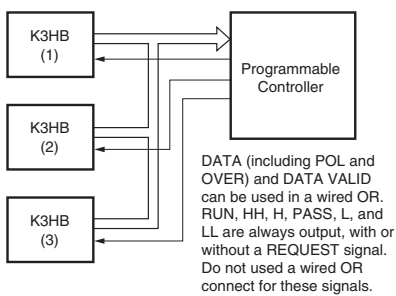 K3HB
(1)
Programmable
Controller
K3HB
(2)
K3HB
(3)
DATA (including POL and
OVER) and DATA VALID
can be used in a wired OR.
RUN, HH, H, PASS, L, and
LL are always output, with or
without a REQUEST signal.
Do not used a wired OR
connect for these signals.